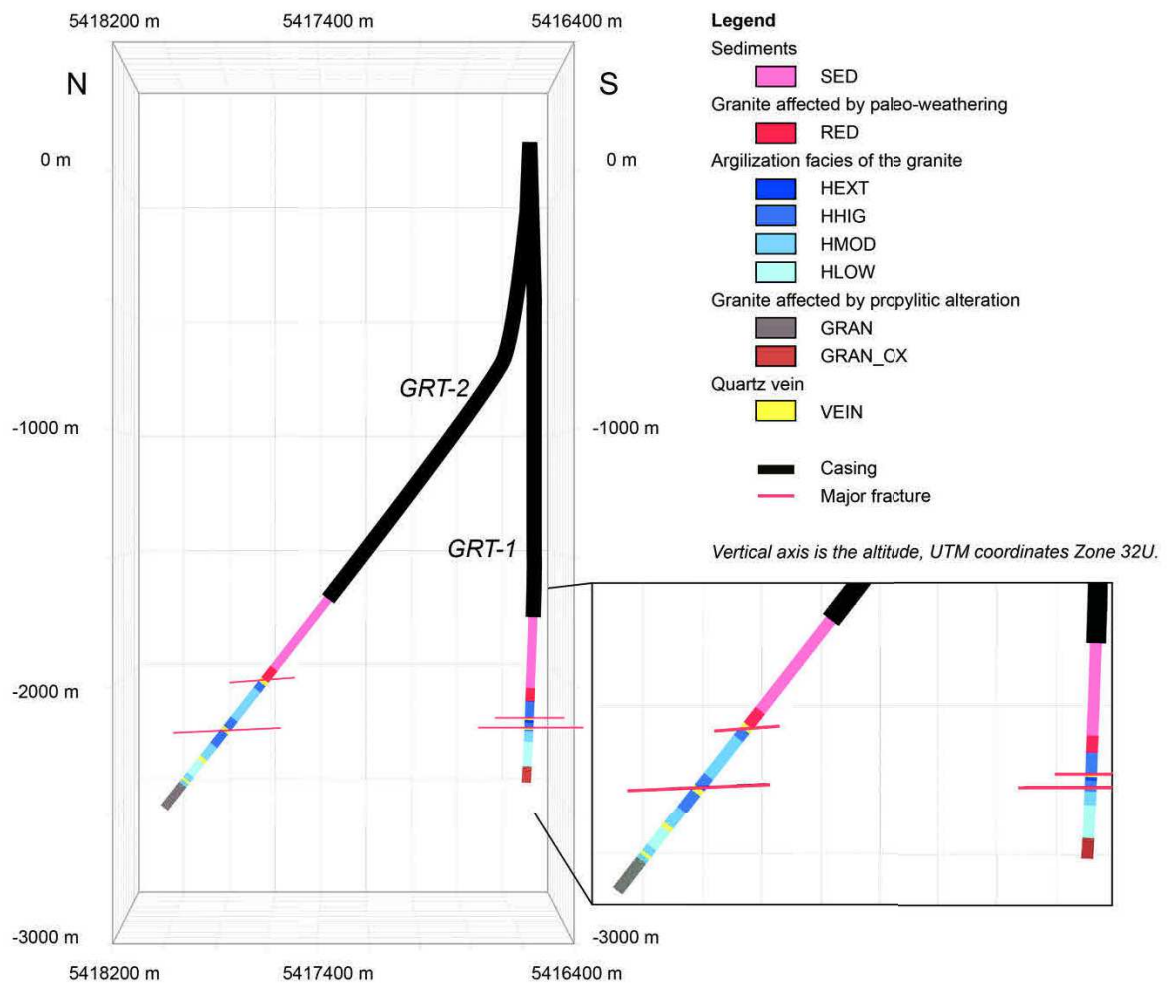 5418200 m 5417400 m 5416400 m
N S
0 m 0 m
-1000 m -1000 m
-2000 m
-3000 m -3000 m
5418200 m 5417400 m 5416400 m
GRT-2
GRT-1
Legend
Sediments
SED
Granite affected by paleo-weathering
RED
Argilization facies of the granite
HEXT
HHIG
HMOD
HLOW
Granite affected by propylitic alteration
GRAN
GRAN_OX
Quartz vein
VEIN
Casing
Major fracture
Vertical axis is the altitude, UTM coordinates Zone 32U.